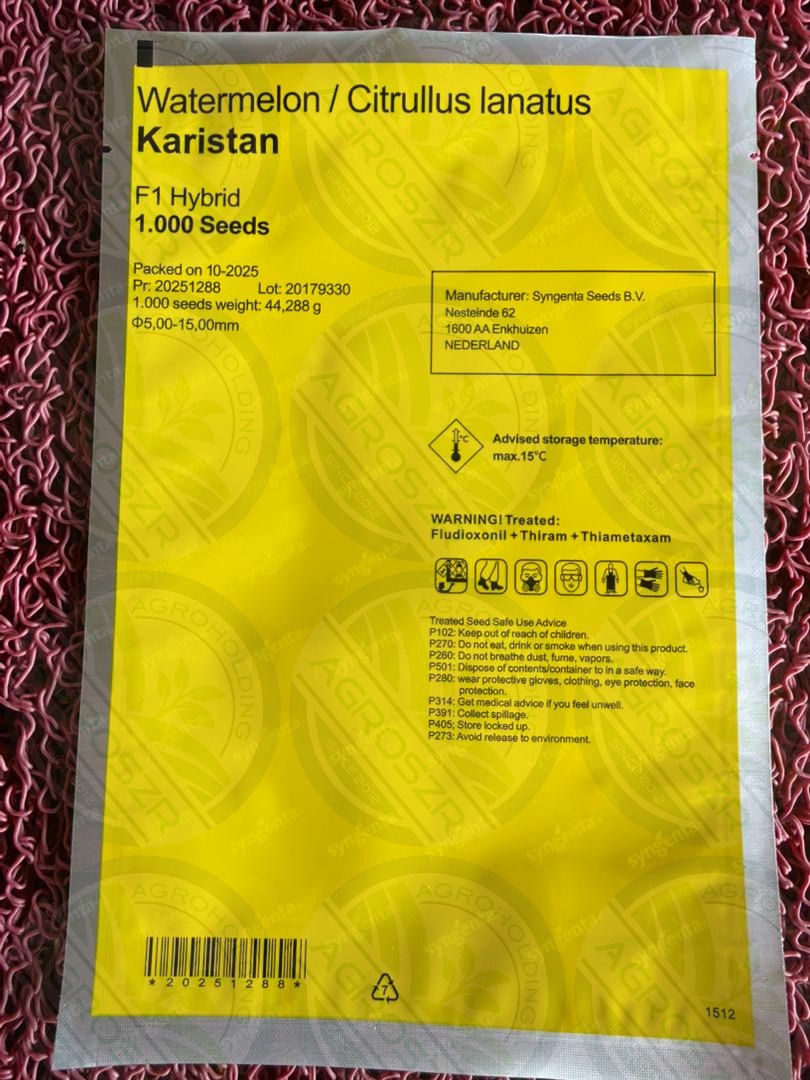 Watermelon / Citrullus lanatus
Karistan
F1 Hybrid
1.000 Seeds
Packed on 10-2025
Pr: 20251288 Lot: 20179330
1.000 seeds weight: 44,288 g
Φ5,00-15,00mm
Manufacturer: Syngenta Seeds B.V.
Nesteinde 62
1600 AA Enkhuizen
NEDERLAND
°C
Advised storage temperature:
max.15°C
WARNING! Treated:
Fludioxonil + Thiram + Thiametaxam
Treated Seed Safe Use Advice
P102: Keep out of reach of children.
P270: Do not eat, drink or smoke when using this product.
P260: Do not breathe dust, fume, vapors.
P501: Dispose of contents/container to in a safe way.
P280: wear protective gloves, clothing, eye protection, face
protection.
P314: Get medical advice if you feel unwell.
P391: Collect spillage.
P405; Store locked up.
P273: Avoid release to environment.
*20251288*
7
1512
AGROHOLDING
AGROSZR
SINCE 2012
syngenta